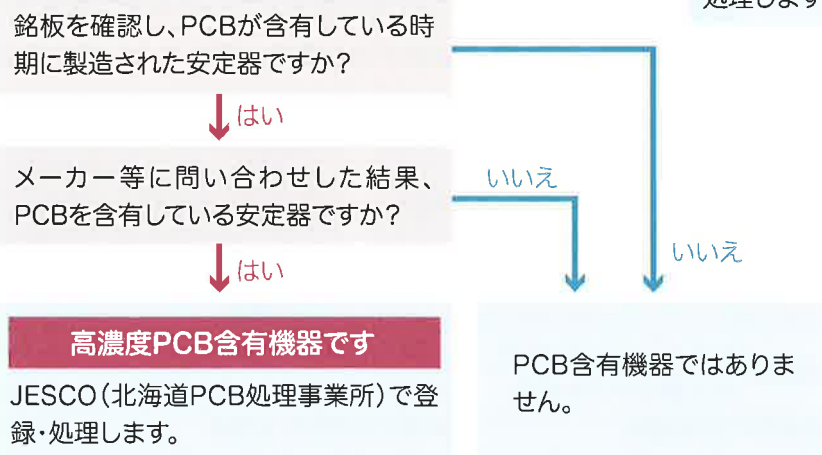 処理します
銘板を確認し、PCBが含有している時
期に製造された安定器ですか?
はい
メーカー等に問い合わせした結果、
PCBを含有している安定器ですか?
いいえ
はい
いいえ
高濃度PCB含有機器です
JESCO(北海道PCB処理事業所)で登
録・処理します。
PCB含有機器ではありま
せん。